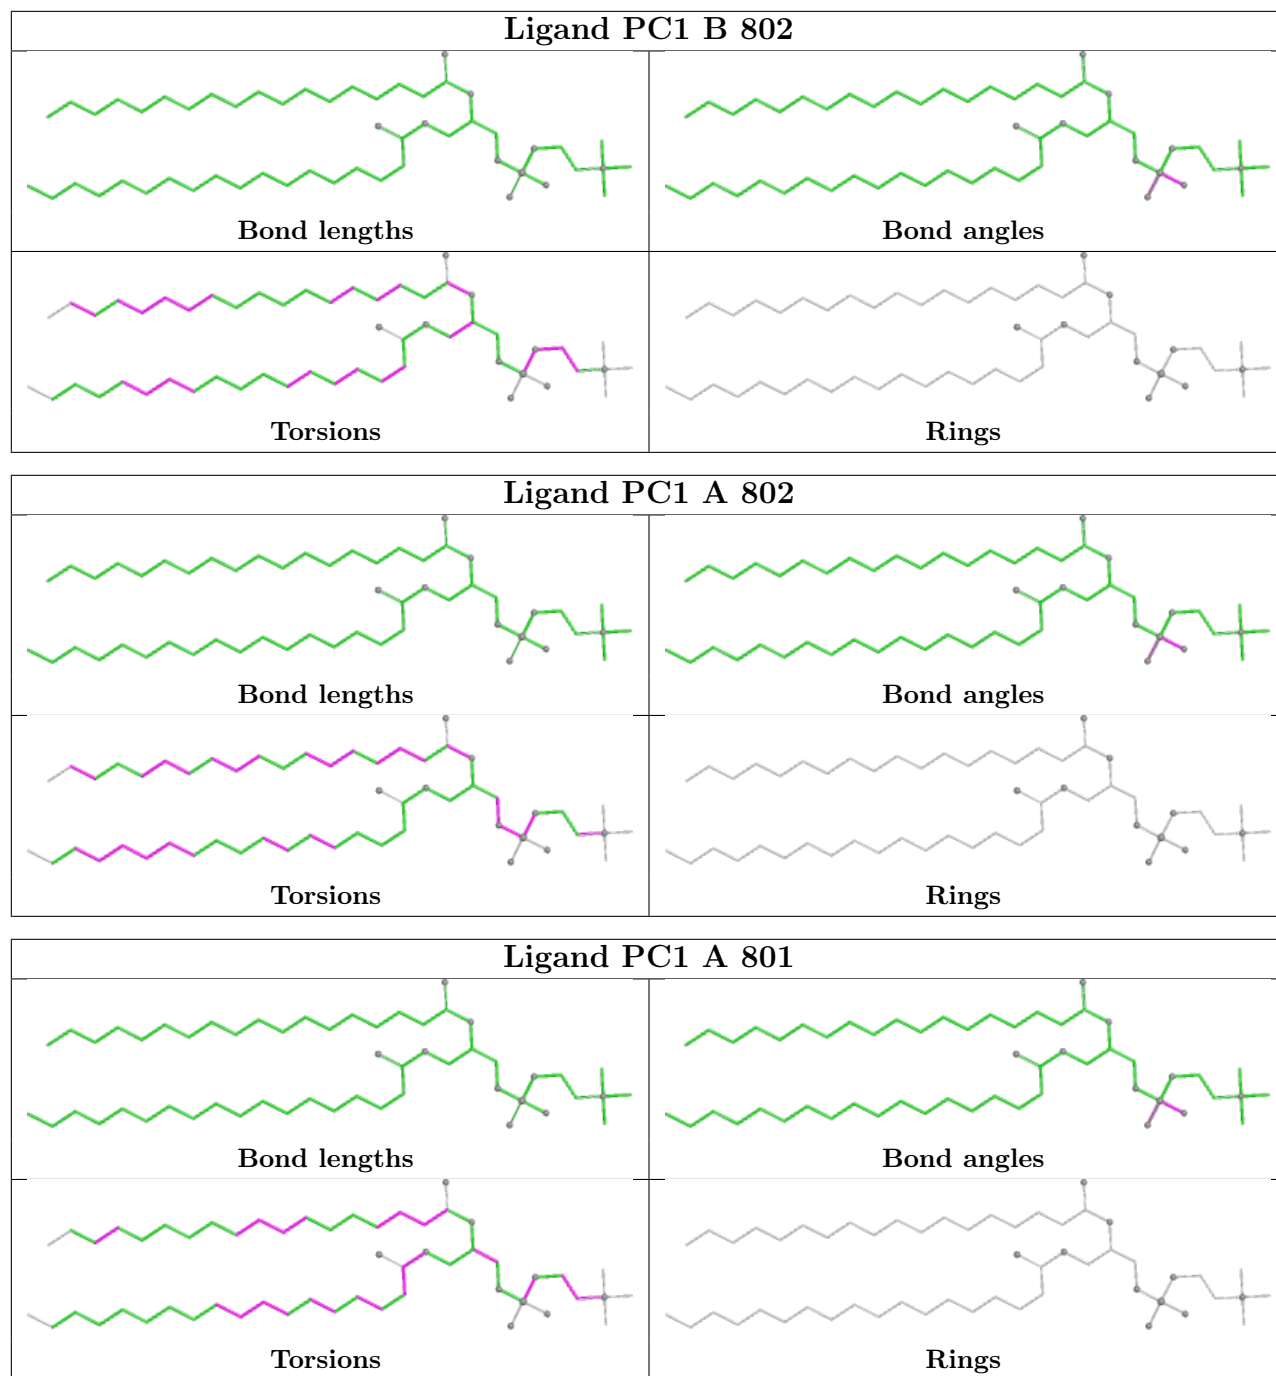 Ligand PC1 B 802
Bond lengths
Bond angles
Torsions
Rings
Ligand PC1 A 802
Bond lengths
Bond angles
Torsions
Rings
Ligand PC1 A 801
Bond lengths
Bond angles
Torsions
Rings